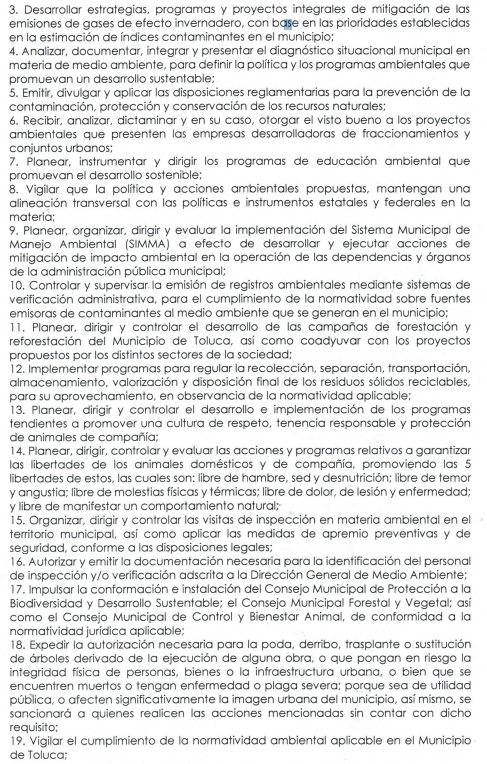 3. Desarrollar estrategias, programas y proyectos integrales de mitigación de las
emisiones de gases de efecto invernadero, con base en las prioridades establecidas
en la estimación de índices contaminantes en el municipio;
4. Analizar, documentar, integrar y presentar el diagnóstico situacional municipal en
materia de medio ambiente, para definir la política y los programas ambientales que
promuevan un desarrollo sustentable;
5. Emitir, divulgar y aplicar las disposiciones reglamentarias para la prevención de la
contaminación, protección y conservación de los recursos naturales;
6. Recibir, analizar, dictaminar y en su caso, otorgar el visto bueno a los proyectos
ambientales que presenten las empresas desarrolladoras de fraccionamientos y
conjuntos urbanos;
7. Planear, instrumentar y dirigir los programas de educación ambiental que
promuevan el desarrollo sostenible;
8. Vigilar que la política y acciones ambientales propuestas, mantengan una
alineación transversal con las políticas e instrumentos estatales y federales en la
materia;
9. Planear, organizar, dirigir y evaluar la implementación del Sistema Municipal de
Manejo Ambiental (SIMMA) a efecto de desarrollar y ejecutar acciones de
mitigación de impacto ambiental en la operación de las dependencias y órganos
de la administración pública municipal;
10. Controlar y supervisar la emisión de registros ambientales mediante sistemas de
verificación administrativa, para el cumplimiento de la normatividad sobre fuentes
emisoras de contaminantes al medio ambiente que se generan en el municipio;
11. Planear, dirigir y controlar el desarrollo de las campañas de forestación y
reforestación del Municipio de Toluca, así como coadyuvar con los proyectos
propuestos por los distintos sectores de la sociedad;
12. Implementar programas para regular la recolección, separación, transportación,
almacenamiento, valorización y disposición final de los residuos sólidos reciclables,
para su aprovechamiento, en observancia de la normatividad aplicable;
13. Planear, dirigir y controlar el desarrollo e implementación de los programas
tendientes a promover una cultura de respeto, tenencia responsable y protección
de animales de compañía;
14. Planear, dirigir, controlar y evaluar las acciones y programas relativos a garantizar
las libertades de los animales domésticos y de compañía, promoviendo las 5
libertades de estos, las cuales son: libre de hambre, sed y desnutrición; libre de temor
y angustia; libre de molestias físicas y térmicas; libre de dolor, de lesión y enfermedad;
y libre de manifestar un comportamiento natural;
15. Organizar, dirigir y controlar las visitas de inspección en materia ambiental en el
territorio municipal, así como aplicar las medidas de apremio preventivas y de
seguridad, conforme a las disposiciones legales;
16. Autorizar y emitir la documentación necesaria para la identificación del personal
de inspección y/o verificación adscrita a la Dirección General de Medio Ambiente;
17. Impulsar la conformación e instalación del Consejo Municipal de Protección a la
Biodiversidad y Desarrollo Sustentable; el Consejo Municipal Forestal y Vegetal; así
como el Consejo Municipal de Control y Bienestar Animal, de conformidad a la
normatividad jurídica aplicable;
18. Expedir la autorización necesaria para la poda, derribo, trasplante o sustitución
de árboles derivado de la ejecución de alguna obra, o que pongan en riesgo la
integridad física de personas, bienes o la infraestructura urbana, o bien que se
encuentren muertos o tengan enfermedad o plaga severa; porque sea de utilidad
pública, o afecten significativamente la imagen urbana del municipio, así mismo, se
sancionará a quienes realicen las acciones mencionadas sin contar con dicho
requisito;
19. Vigilar el cumplimiento de la normatividad ambiental aplicable en el Municipio
de Toluca;